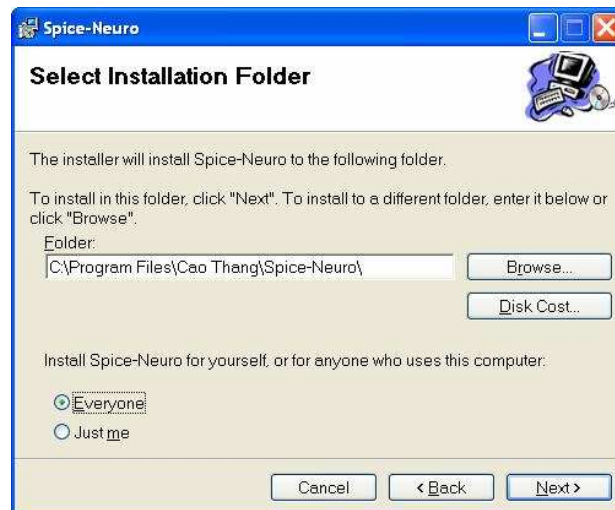 Spice-Neuro
Select Installation Folder
The installer will install Spice-Neuro to the following folder.
To install in this folder, click "Next". To install to a different folder, enter it below or
click "Browse".
Folder:
C:\Program Files\Cao Thang\Spice-Neuro\
Browse...
Disk Cost...
Install Spice-Neuro for yourself, or for anyone who uses this computer:
Everyone
Just me
Cancel
< Back
Next >